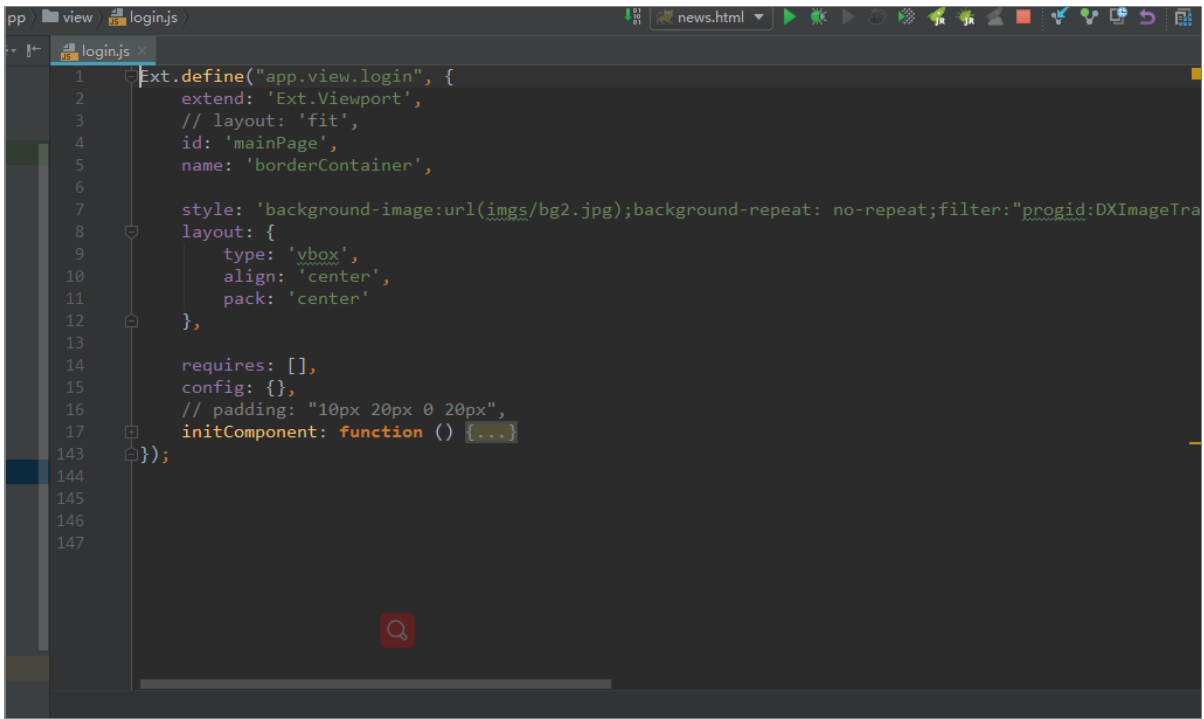 pp view login.js news.html
login.js
1 Ext.define("app.view.login", {
2 extend: 'Ext.Viewport',
3 // layout: 'fit',
4 id: 'mainPage',
5 name: 'borderContainer',
6
7 style: 'background-image:url(imgs/bg2.jpg);background-repeat: no-repeat;filter:"progid:DXImageTra
8 layout: {
9 type: 'vbox',
10 align: 'center',
11 pack: 'center'
12 },
13
14 requires: [],
15 config: {},
16 // padding: "10px 20px 0 20px",
17 initComponent: function () {...}
143 });
144
145
146
147